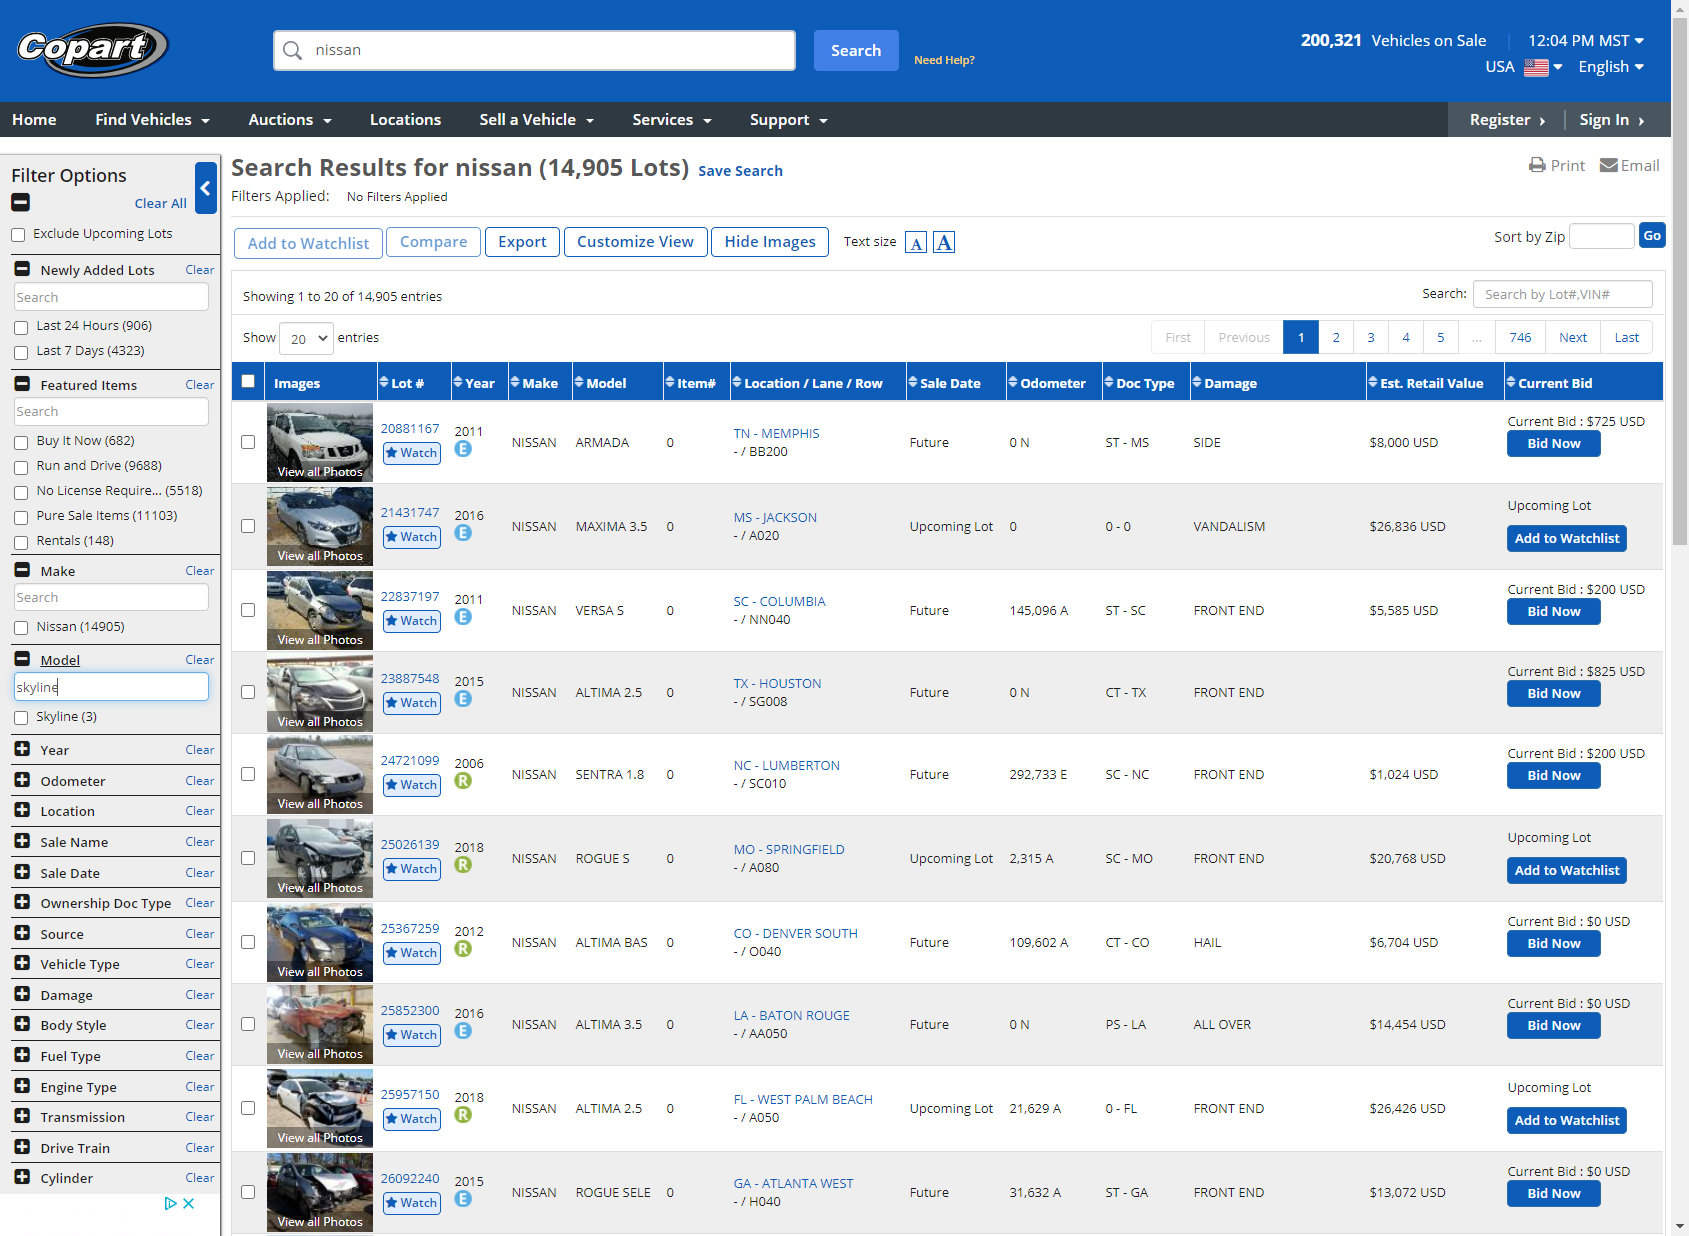 Copart
nissan
Search
Need Help?
200,321 Vehicles on Sale
12:04 PM MST
USA
English
Home
Find Vehicles
Auctions
Locations
Sell a Vehicle
Services
Support
Register
Sign In
Filter Options
Clear All
Exclude Upcoming Lots
Newly Added Lots Clear
Search
Last 24 Hours (906)
Last 7 Days (4323)
Featured Items Clear
Search
Buy It Now (682)
Run and Drive (9688)
No License Require... (5518)
Pure Sale Items (11103)
Rentals (148)
Make Clear
Search
Nissan (14905)
Model Clear
skyline
Skyline (3)
Year Clear
Odometer Clear
Location Clear
Sale Name Clear
Sale Date Clear
Ownership Doc Type Clear
Source Clear
Vehicle Type Clear
Damage Clear
Body Style Clear
Fuel Type Clear
Engine Type Clear
Transmission Clear
Drive Train Clear
Cylinder Clear
Search Results for nissan (14,905 Lots) Save Search
Print Email
Filters Applied: No Filters Applied
Add to Watchlist Compare Export Customize View Hide Images Text size A A
Sort by Zip Go
Showing 1 to 20 of 14,905 entries
Search: Search by Lot#,VIN#
Show 20 entries
First Previous 1 2 3 4 5 ... 746 Next Last
Images Lot # Year Make Model Item# Location / Lane / Row Sale Date Odometer Doc Type Damage Est. Retail Value Current Bid
View all Photos
20881167
Watch
2011
E
NISSAN ARMADA 0
TN - MEMPHIS
- / BB200
Future 0 N ST - MS SIDE $8,000 USD
Current Bid : $725 USD
Bid Now
View all Photos
21431747
Watch
2016
E
NISSAN MAXIMA 3.5 0
MS - JACKSON
- / A020
Upcoming Lot 0 0 - 0 VANDALISM $26,836 USD
Upcoming Lot
Add to Watchlist
View all Photos
22837197
Watch
2011
E
NISSAN VERSA S 0
SC - COLUMBIA
- / NN040
Future 145,096 A ST - SC FRONT END $5,585 USD
Current Bid : $200 USD
Bid Now
View all Photos
23887548
Watch
2015
E
NISSAN ALTIMA 2.5 0
TX - HOUSTON
- / SG008
Future 0 N CT - TX FRONT END
Current Bid : $825 USD
Bid Now
View all Photos
24721099
Watch
2006
R
NISSAN SENTRA 1.8 0
NC - LUMBERTON
- / SC010
Future 292,733 E SC - NC FRONT END $1,024 USD
Current Bid : $200 USD
Bid Now
View all Photos
25026139
Watch
2018
R
NISSAN ROGUE S 0
MO - SPRINGFIELD
- / A080
Upcoming Lot 2,315 A SC - MO FRONT END $20,768 USD
Upcoming Lot
Add to Watchlist
View all Photos
25367259
Watch
2012
R
NISSAN ALTIMA BAS 0
CO - DENVER SOUTH
- / O040
Future 109,602 A CT - CO HAIL $6,704 USD
Current Bid : $0 USD
Bid Now
View all Photos
25852300
Watch
2016
E
NISSAN ALTIMA 3.5 0
LA - BATON ROUGE
- / AA050
Future 0 N PS - LA ALL OVER $14,454 USD
Current Bid : $0 USD
Bid Now
View all Photos
25957150
Watch
2018
R
NISSAN ALTIMA 2.5 0
FL - WEST PALM BEACH
- / A050
Upcoming Lot 21,629 A 0 - FL FRONT END $26,426 USD
Upcoming Lot
Add to Watchlist
View all Photos
26092240
Watch
2015
E
NISSAN ROGUE SELE 0
GA - ATLANTA WEST
- / H040
Future 31,632 A ST - GA FRONT END $13,072 USD
Current Bid : $0 USD
Bid Now